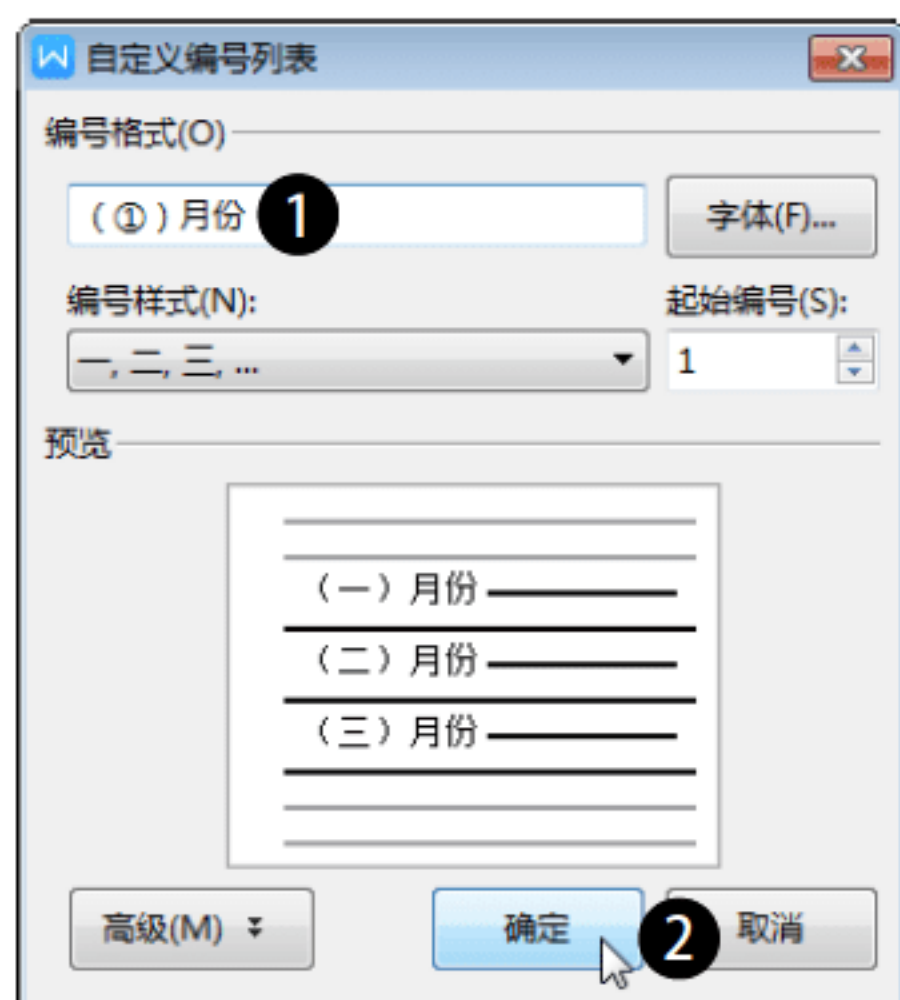 自定义编号列表
编号格式(O)
（①）月份 1
字体(F)...
编号样式(N):
起始编号(S):
一, 二, 三, ...
1
预览
（一）月份
（二）月份
（三）月份
高级(M)
确定 2
取消